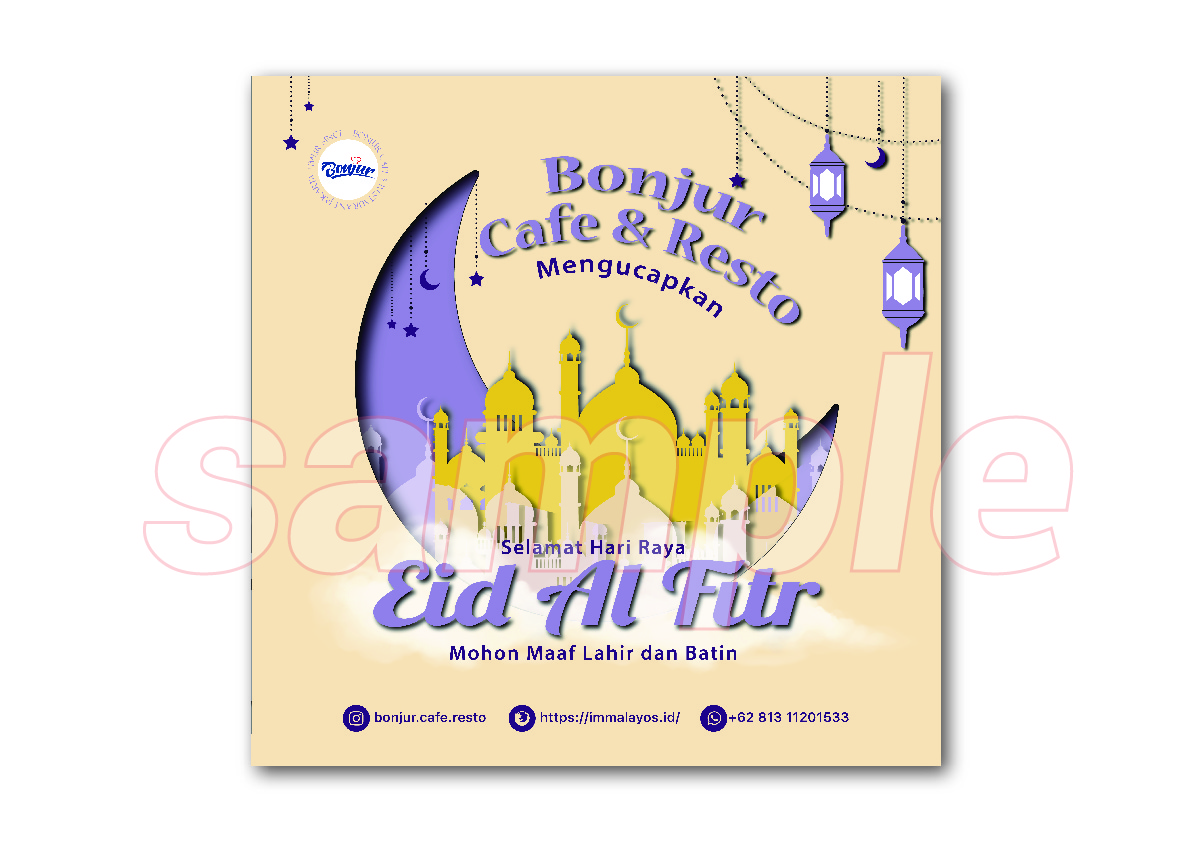 Bonjur
Bonjur
Cafe & Resto
Mengucapkan
sample
Selamat Hari Raya
Eid Al Fitr
Mohon Maaf Lahir dan Batin
bonjur.cafe.resto
https://immalayos.id/
+62 813 11201533